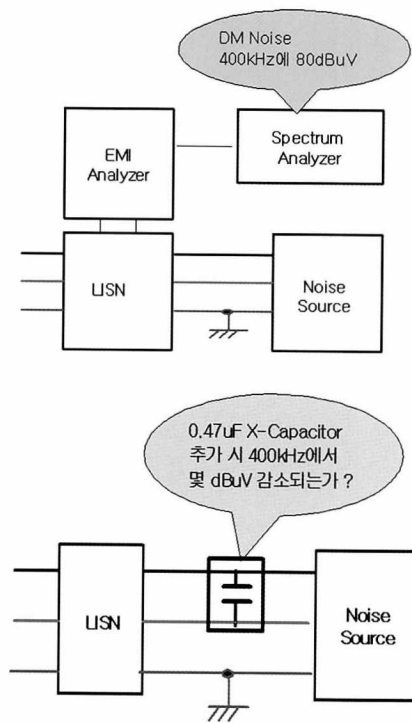 DM Noise
400kHz에 80dBuV
EMI
Analyzer
Spectrum
Analyzer
LISN
Noise
Source
0.47uF X-Capacitor
추가 시 400kHz에서
몇 dBuV 감소되는가 ?
LISN
Noise
Source